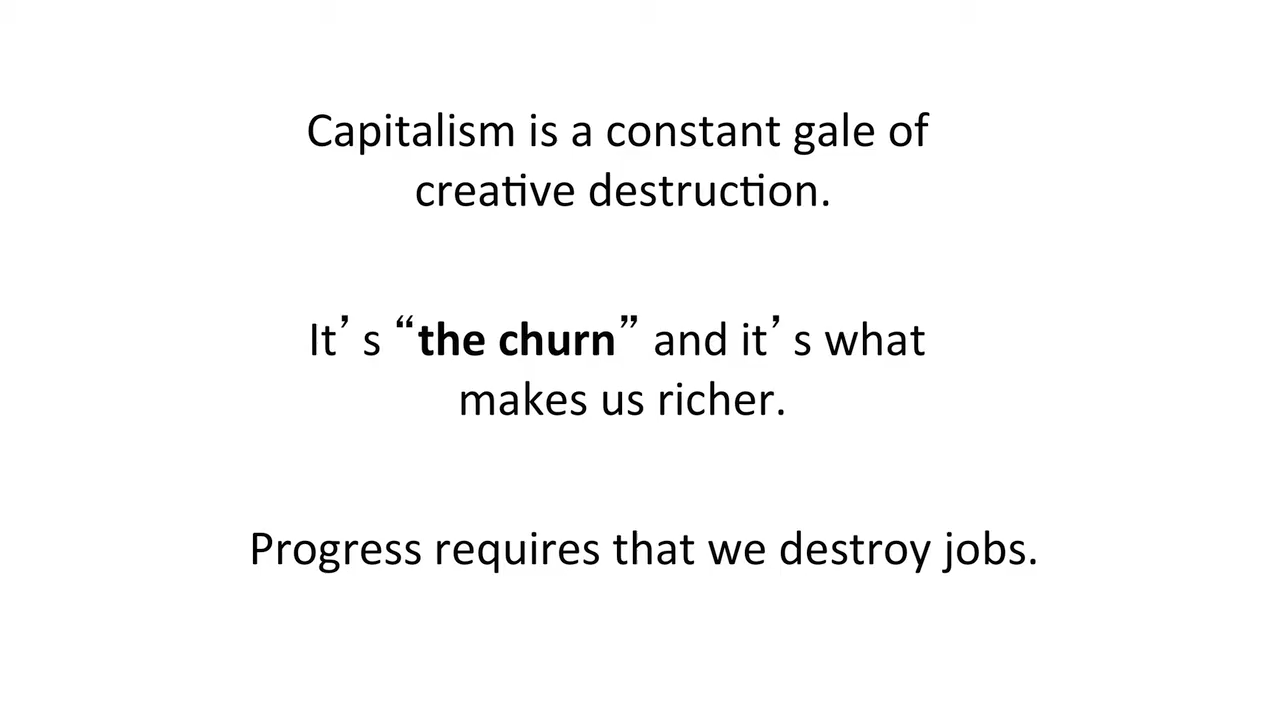 Capitalism is a constant gale of
creative destruction.
It’s “the churn” and it’s what
makes us richer.
Progress requires that we destroy jobs.